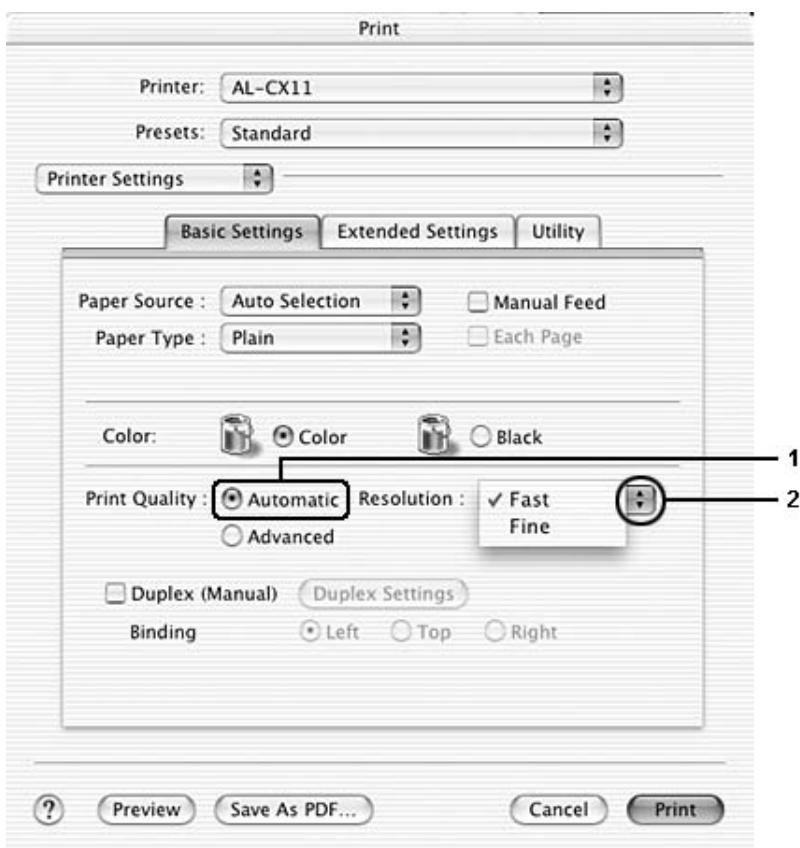 Print
Printer: AL-CX11
Presets: Standard
Printer Settings
Basic Settings Extended Settings Utility
Paper Source : Auto Selection Manual Feed
Paper Type : Plain Each Page
Color: Color Black
1
Print Quality : Automatic Resolution : ✓ Fast 2
Advanced Fine
Duplex (Manual) Duplex Settings
Binding Left Top Right
? Preview Save As PDF... Cancel Print